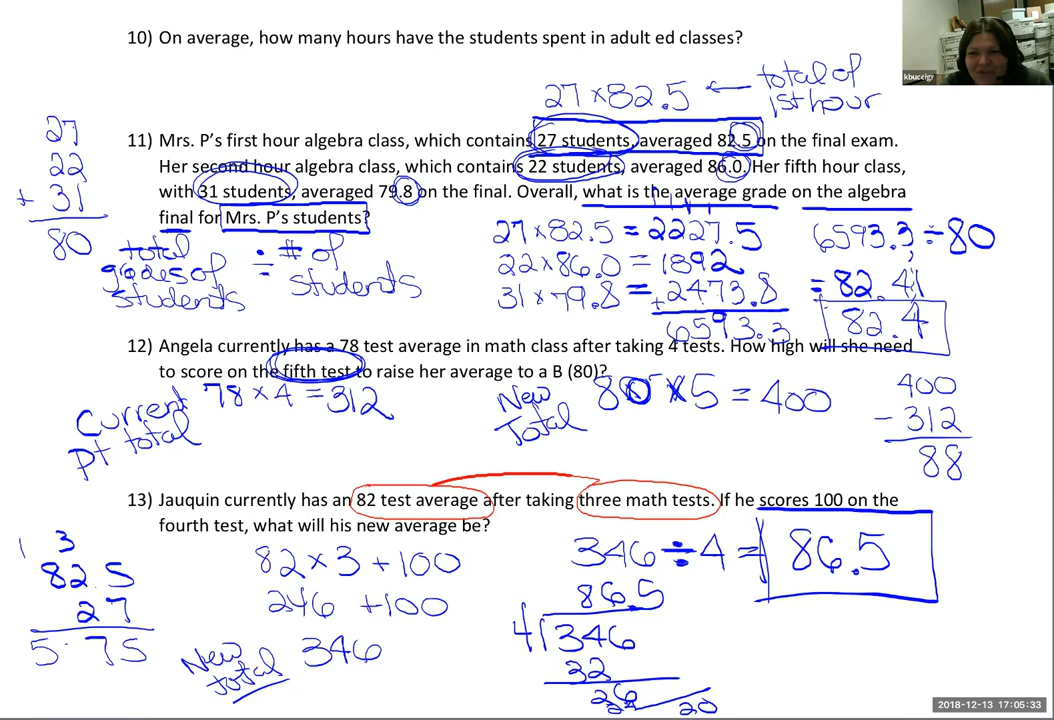 10) On average, how many hours have the students spent in adult ed classes?
kbuccigr
27 × 82.5 ← total of
1st hour
11) Mrs. P's first hour algebra class, which contains 27 students, averaged 82.5 on the final exam.
Her second hour algebra class, which contains 22 students, averaged 86.0. Her fifth hour class,
with 31 students, averaged 79.8 on the final. Overall, what is the average grade on the algebra
final for Mrs. P's students?
27
22
+ 31
80
total
grades of
students
÷ # of
students
27 × 82.5 = 2227.5
22 × 86.0 = 1892
31 × 79.8 = +2473.8
6593.3
6593.3 ÷ 80
= 82.41
82.4
12) Angela currently has a 78 test average in math class after taking 4 tests. How high will she need
to score on the fifth test to raise her average to a B (80)?
Current
pt total
78 × 4 = 312
New
Total
80 × 5 = 400
400
- 312
88
13) Jauquin currently has an 82 test average after taking three math tests. If he scores 100 on the
fourth test, what will his new average be?
1 3
82.5
27
5 75
82 × 3 + 100
246 + 100
New
total
346
346 ÷ 4 = 86.5
86.5
4 346
32
26
24
20
2018-12-13 17:05:33